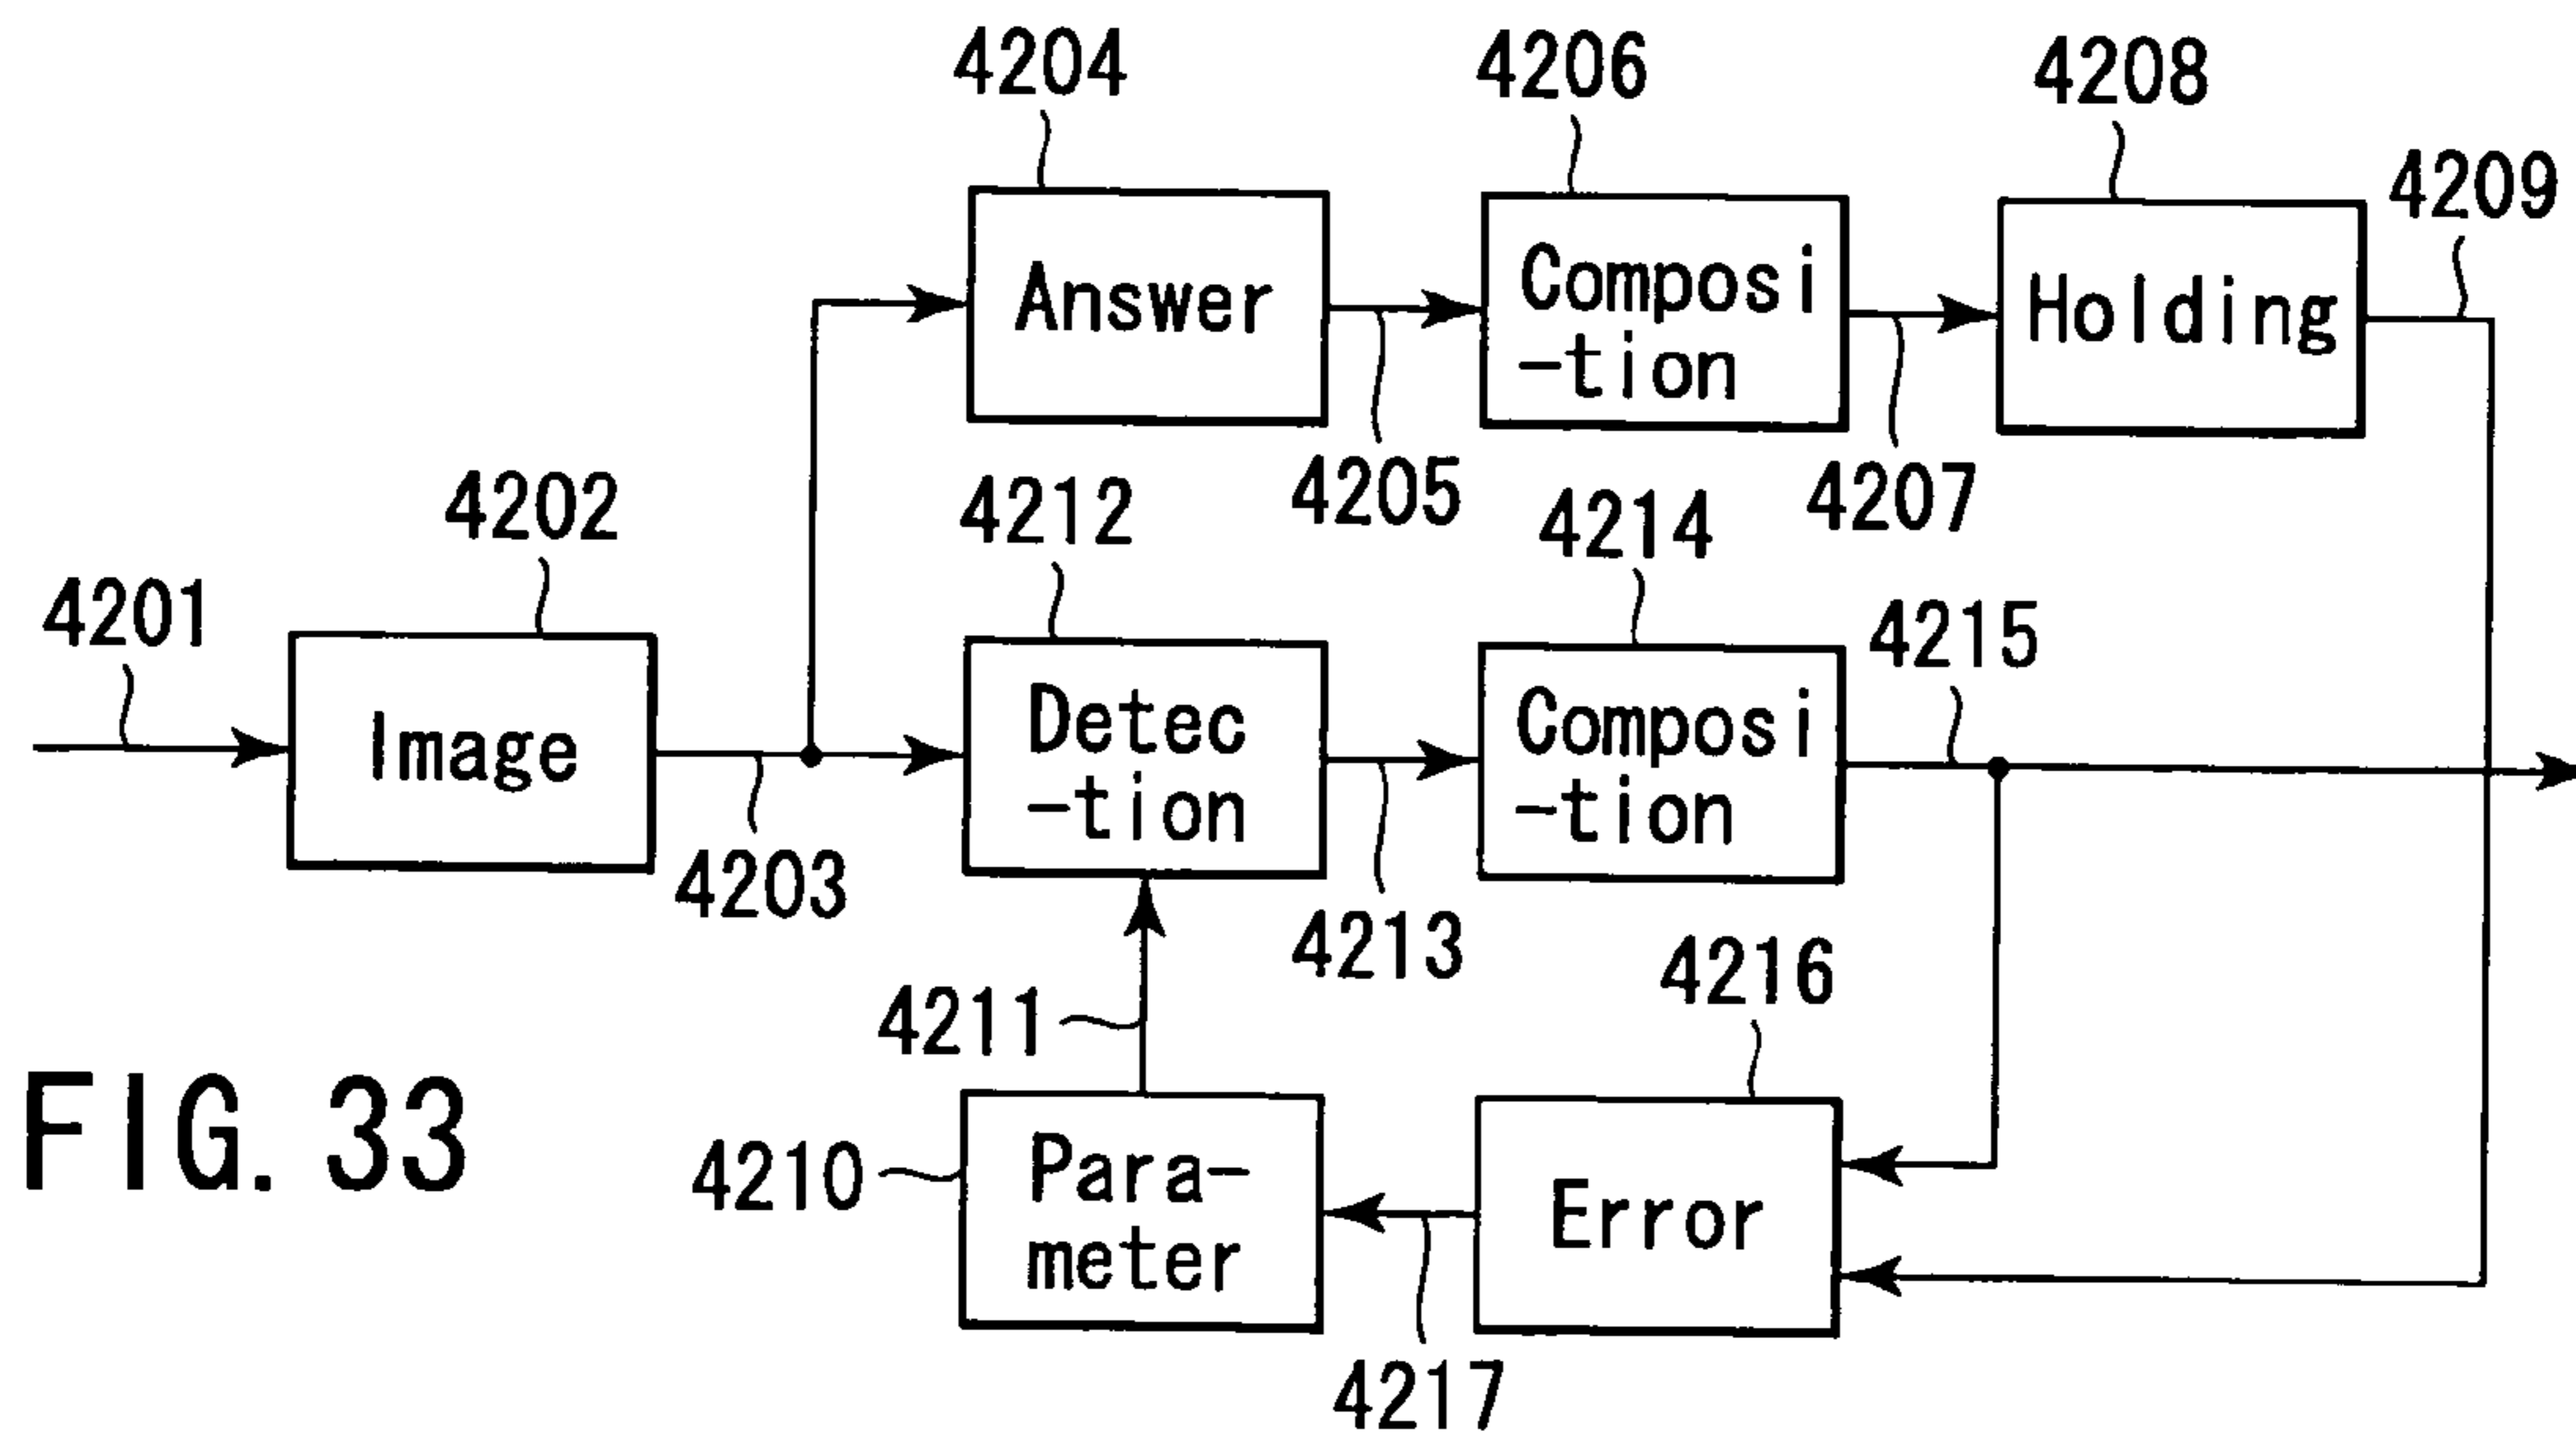 4204
4206
4208
4209
Answer
Composi
-tion
Holding
4205
4207
4202
4212
4214
4201
4215
Image
Detec
-tion
Composi
-tion
4203
4213
4211
4216
FIG. 33
4210
Para-
meter
Error
4217